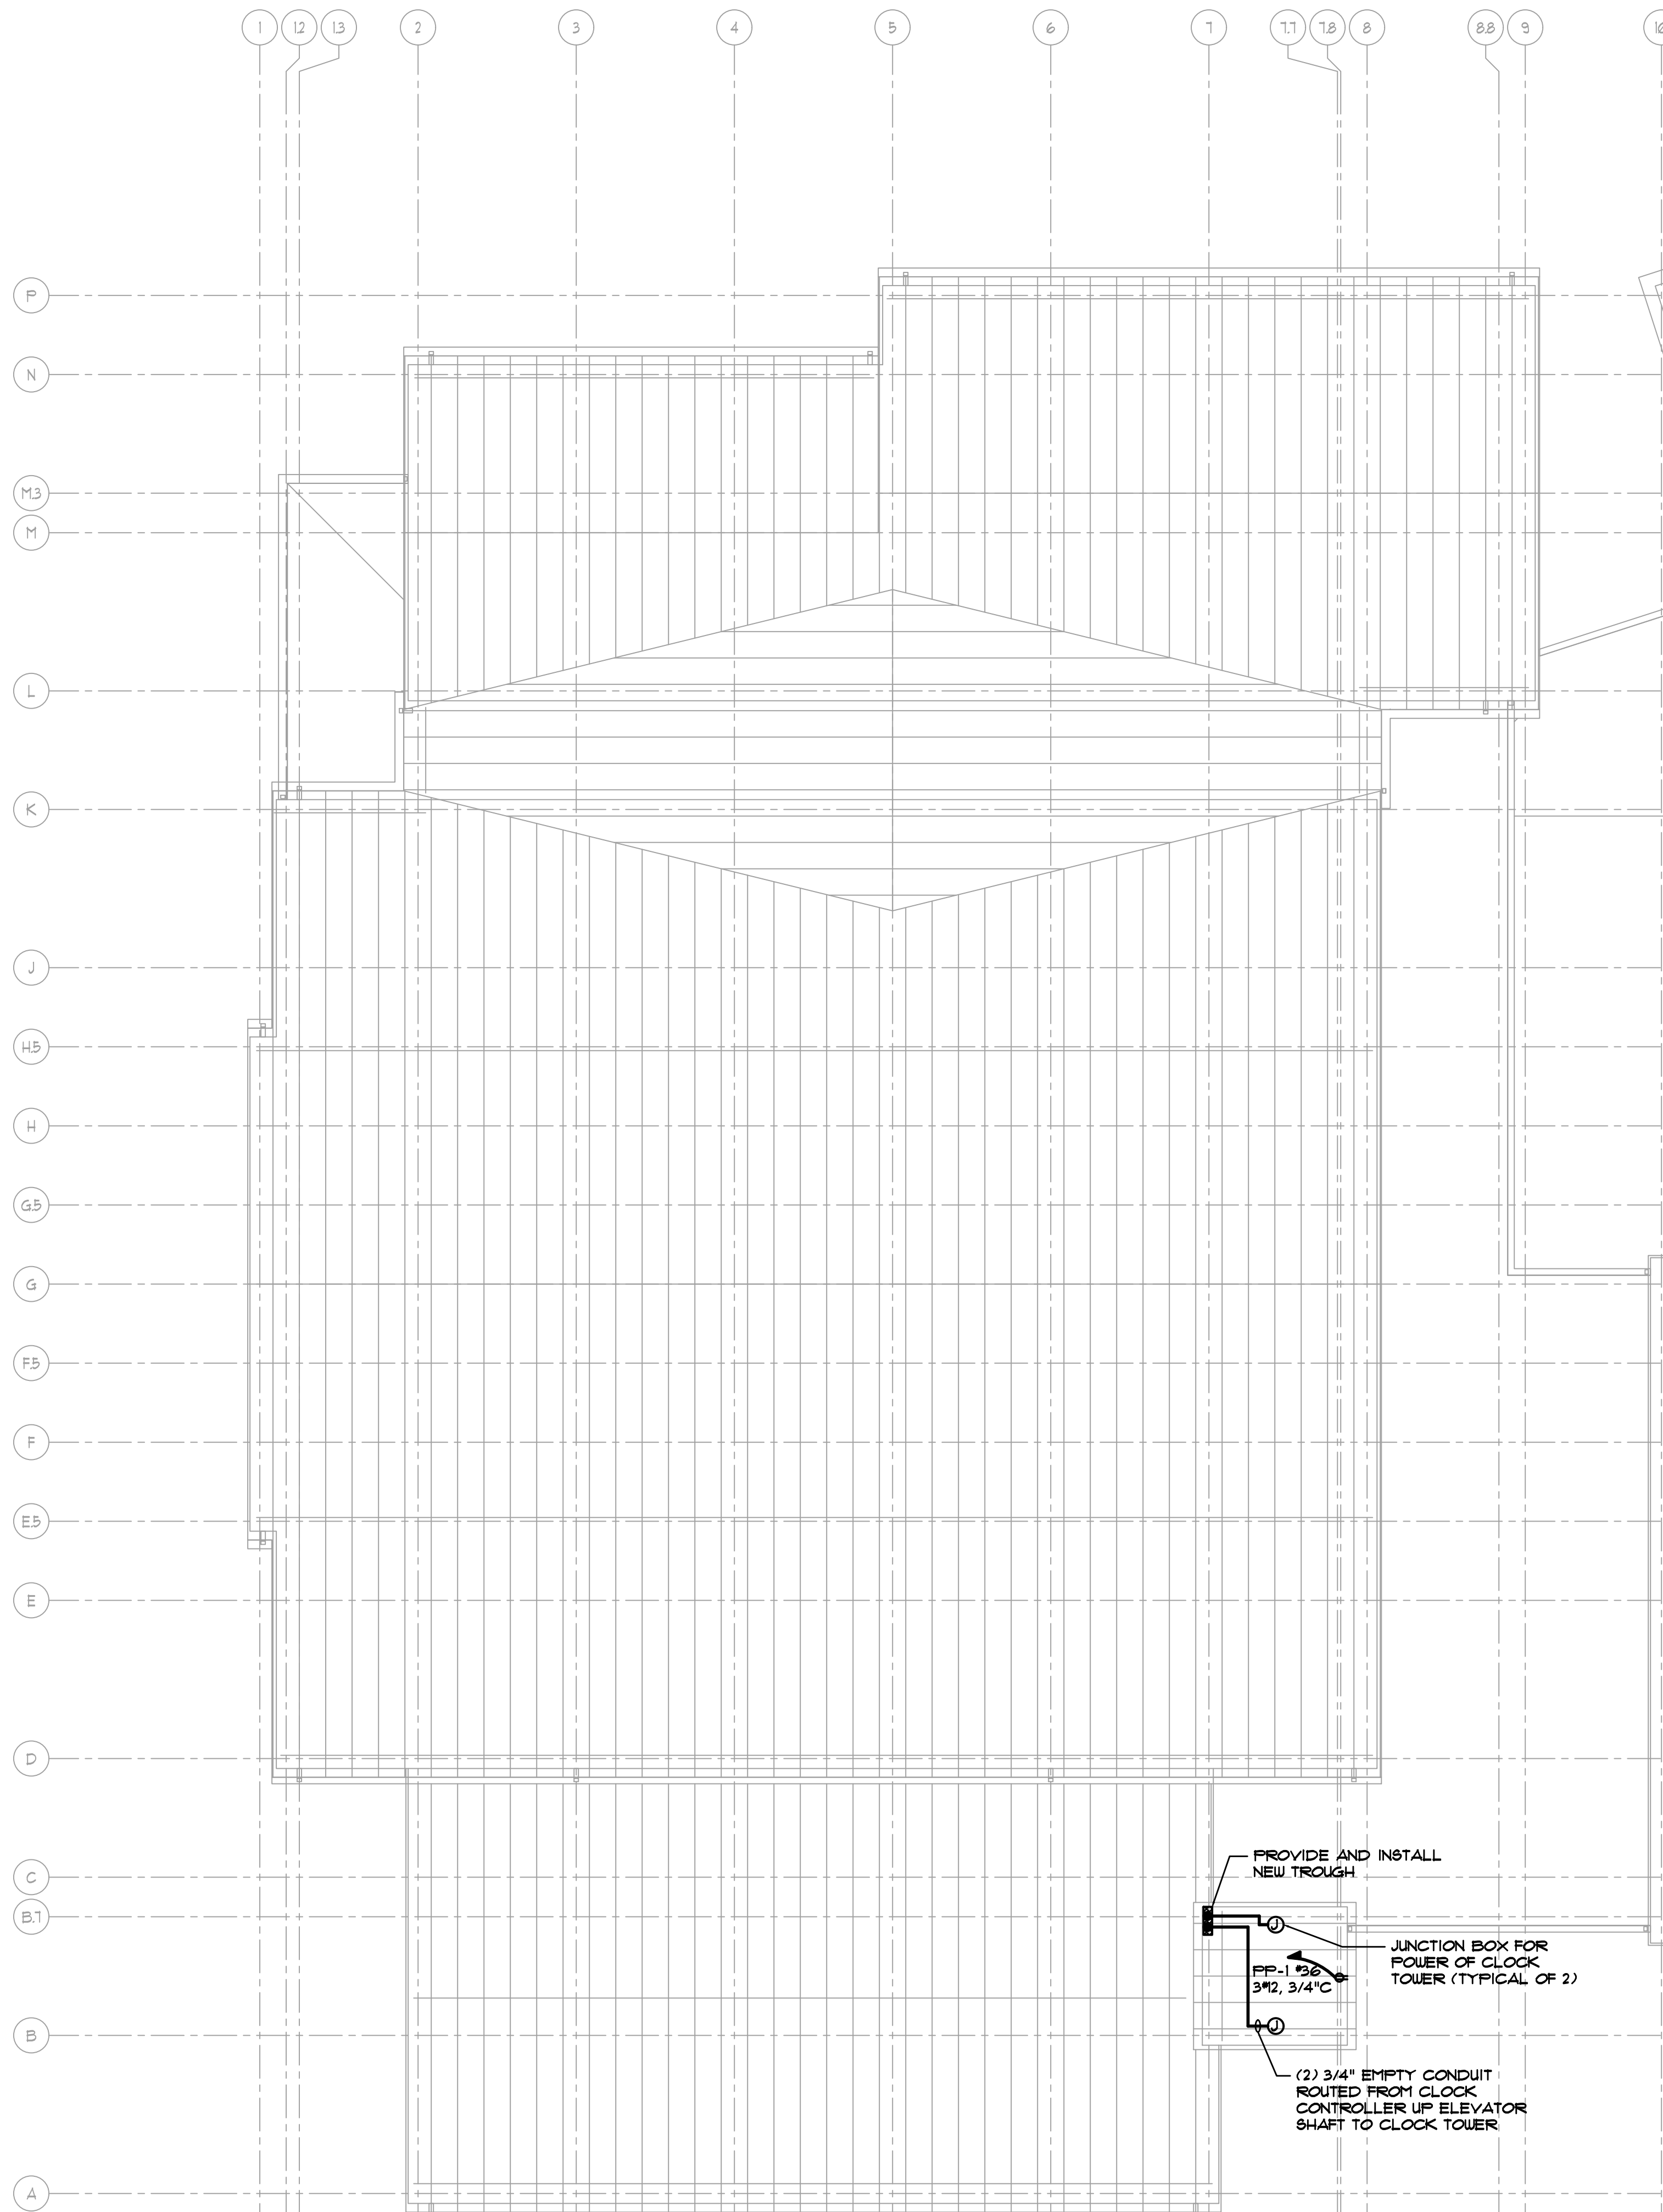 1 1.2 1.3 2 3 4 5 6 7 7.7 7.8 8 8.8 9
P
N
M.3
M
L
K
J
H.5
H
G.5
G
F.5
F
E.5
E
D
C
B.7
B
A
PROVIDE AND INSTALL
NEW TROUGH
J
JUNCTION BOX FOR
POWER OF CLOCK
TOWER (TYPICAL OF 2)
PP-1 #36
3#12, 3/4"C
J
(2) 3/4" EMPTY CONDUIT
ROUTED FROM CLOCK
CONTROLLER UP ELEVATOR
SHAFT TO CLOCK TOWER